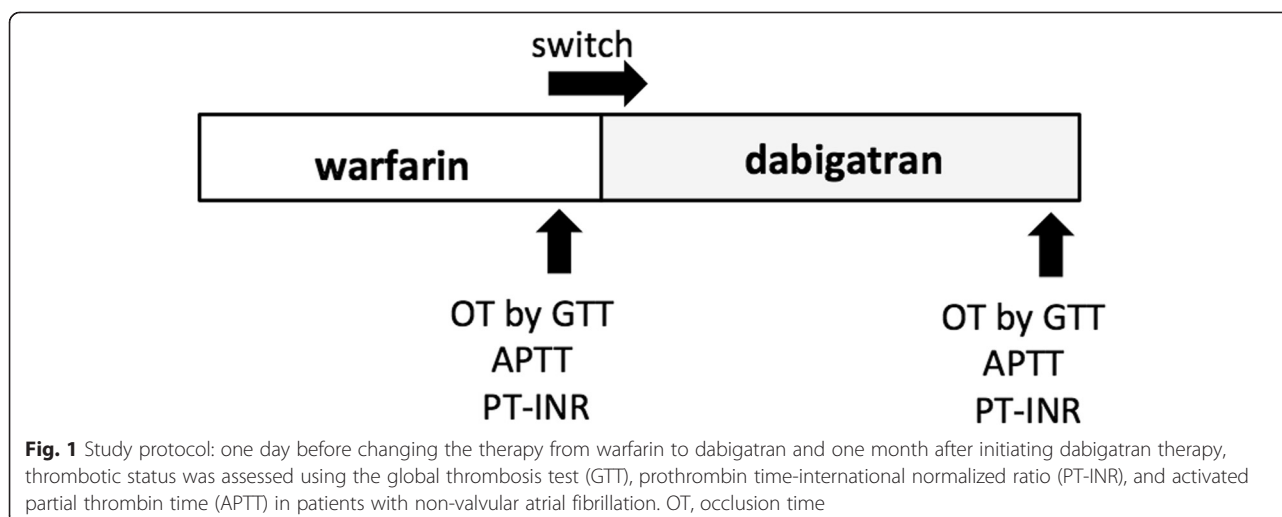 switch
warfarin
dabigatran
OT by GTT
APTT
PT-INR
OT by GTT
APTT
PT-INR
Fig. 1 Study protocol: one day before changing the therapy from warfarin to dabigatran and one month after initiating dabigatran therapy,
thrombotic status was assessed using the global thrombosis test (GTT), prothrombin time-international normalized ratio (PT-INR), and activated
partial thrombin time (APTT) in patients with non-valvular atrial fibrillation. OT, occlusion time